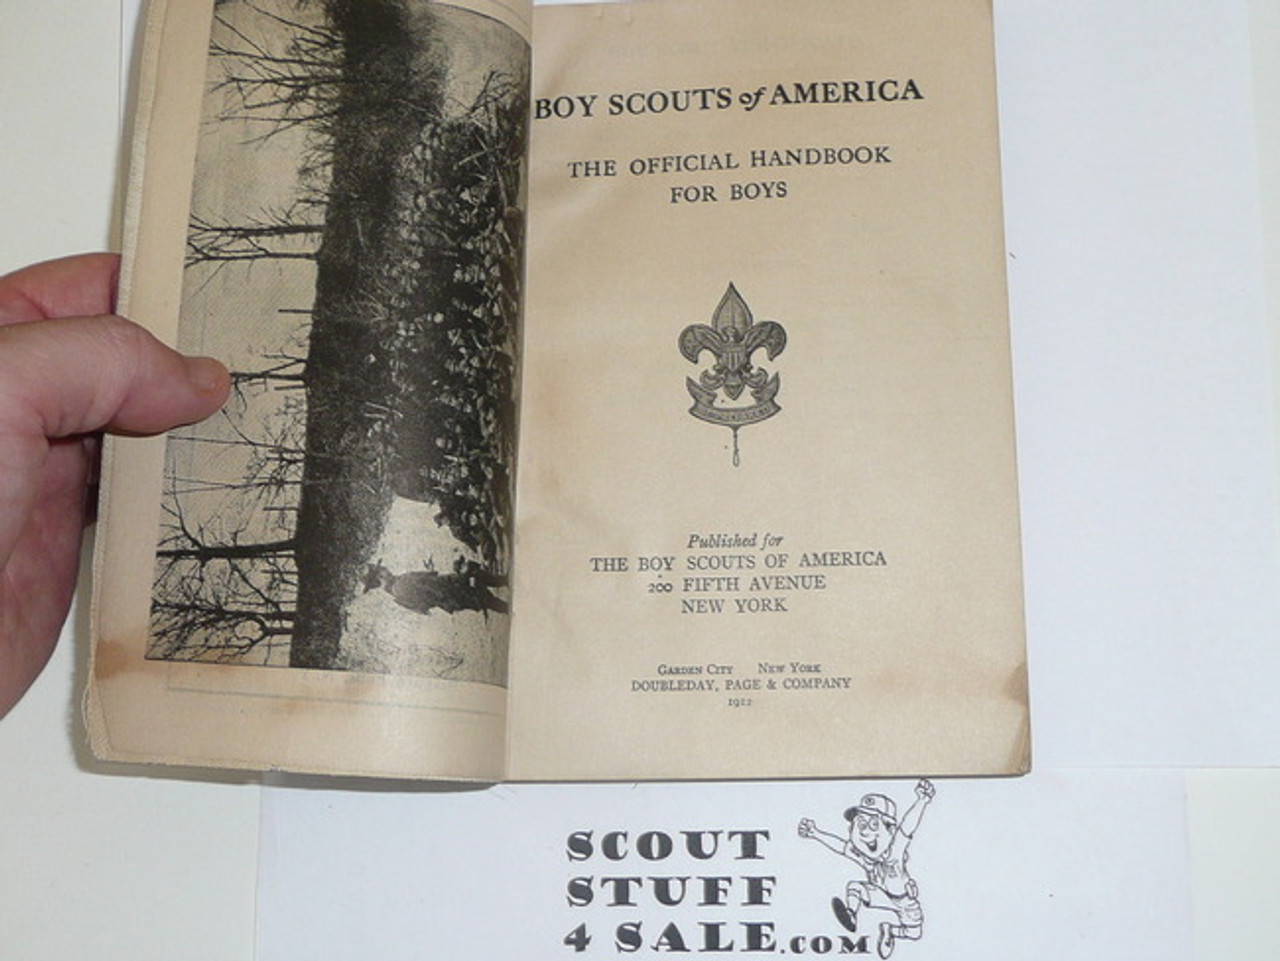 BOY SCOUTS of AMERICA
THE OFFICIAL HANDBOOK
FOR BOYS
Published for
THE BOY SCOUTS OF AMERICA
200 FIFTH AVENUE
NEW YORK
GARDEN CITY NEW YORK
DOUBLEDAY, PAGE & COMPANY
1912
SCOUT
STUFF
4 SALE.COM